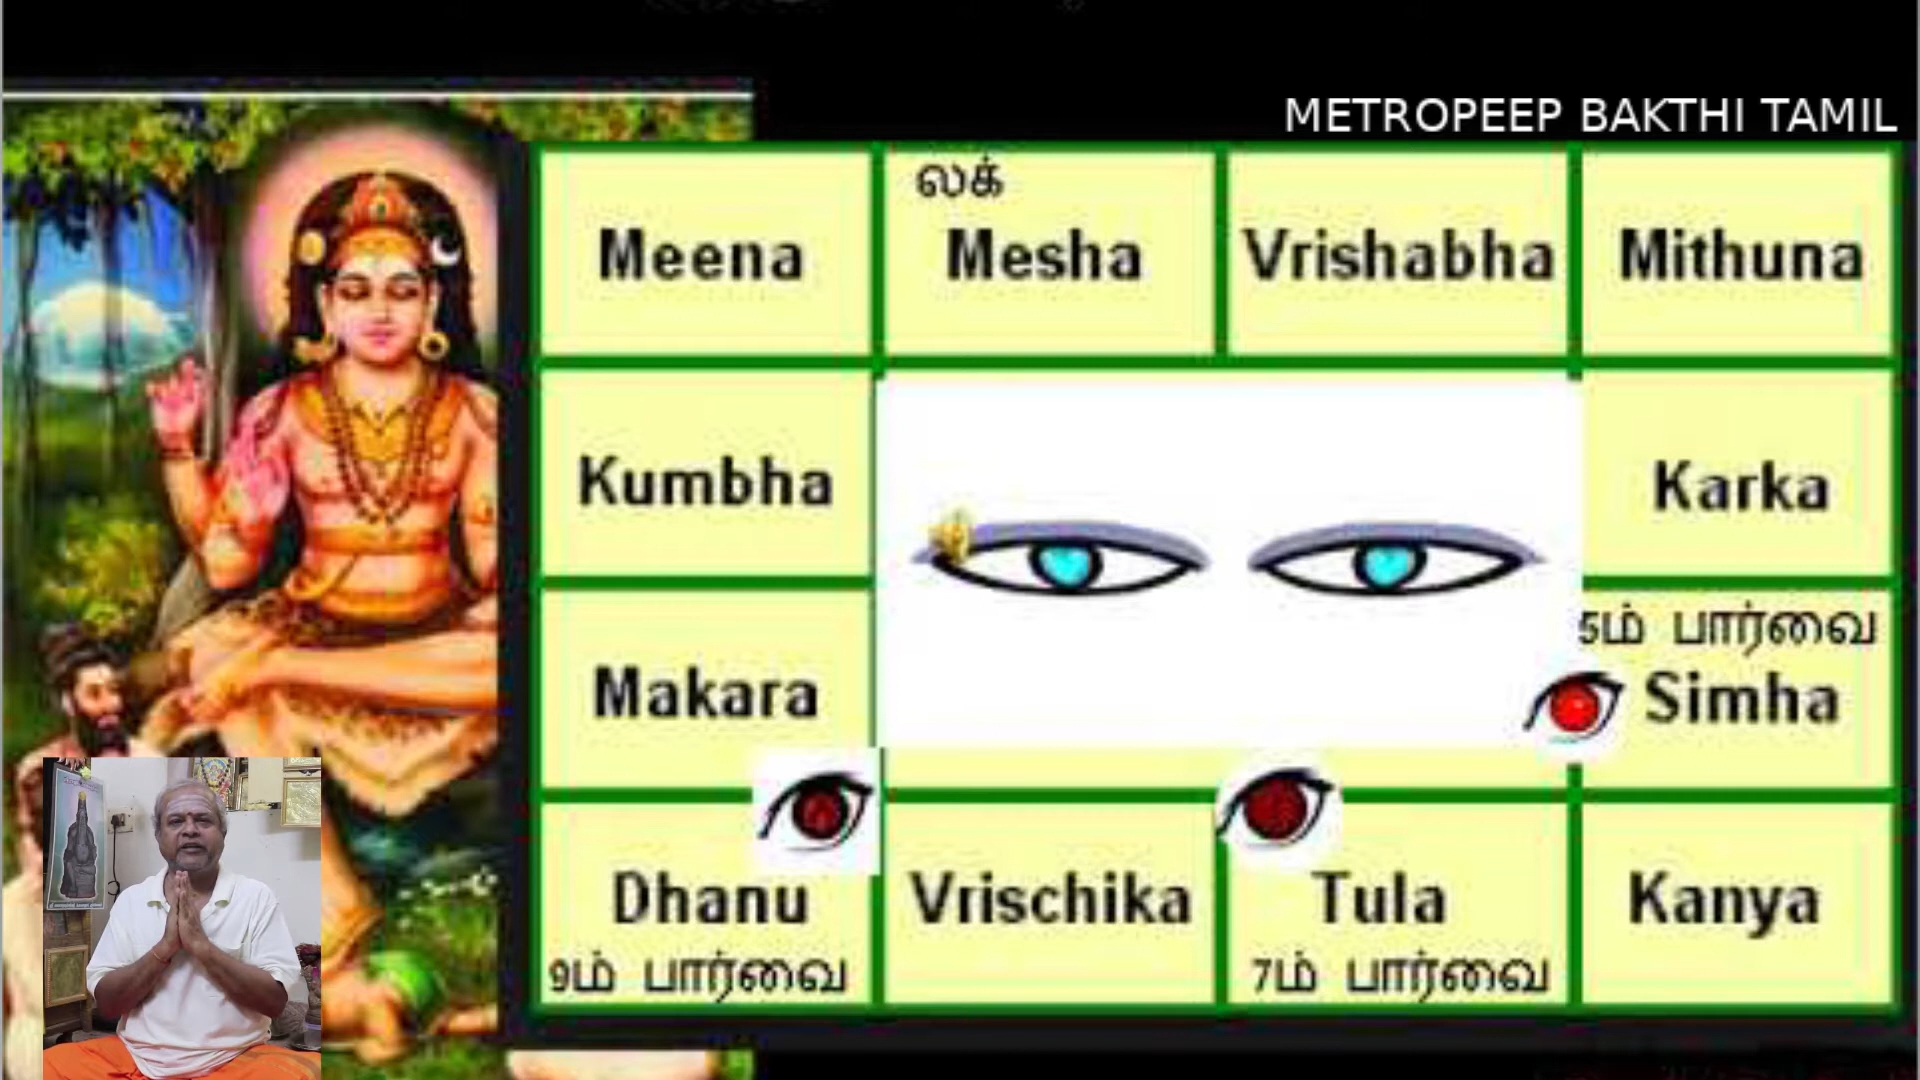 METROPEEP BAKTHI TAMIL
லக்
Meena
Mesha
Vrishabha
Mithuna
Kumbha
Karka
5ம் பார்வை
Makara
Simha
Dhanu
Vrischika
Tula
Kanya
9ம் பார்வை
7ம் பார்வை